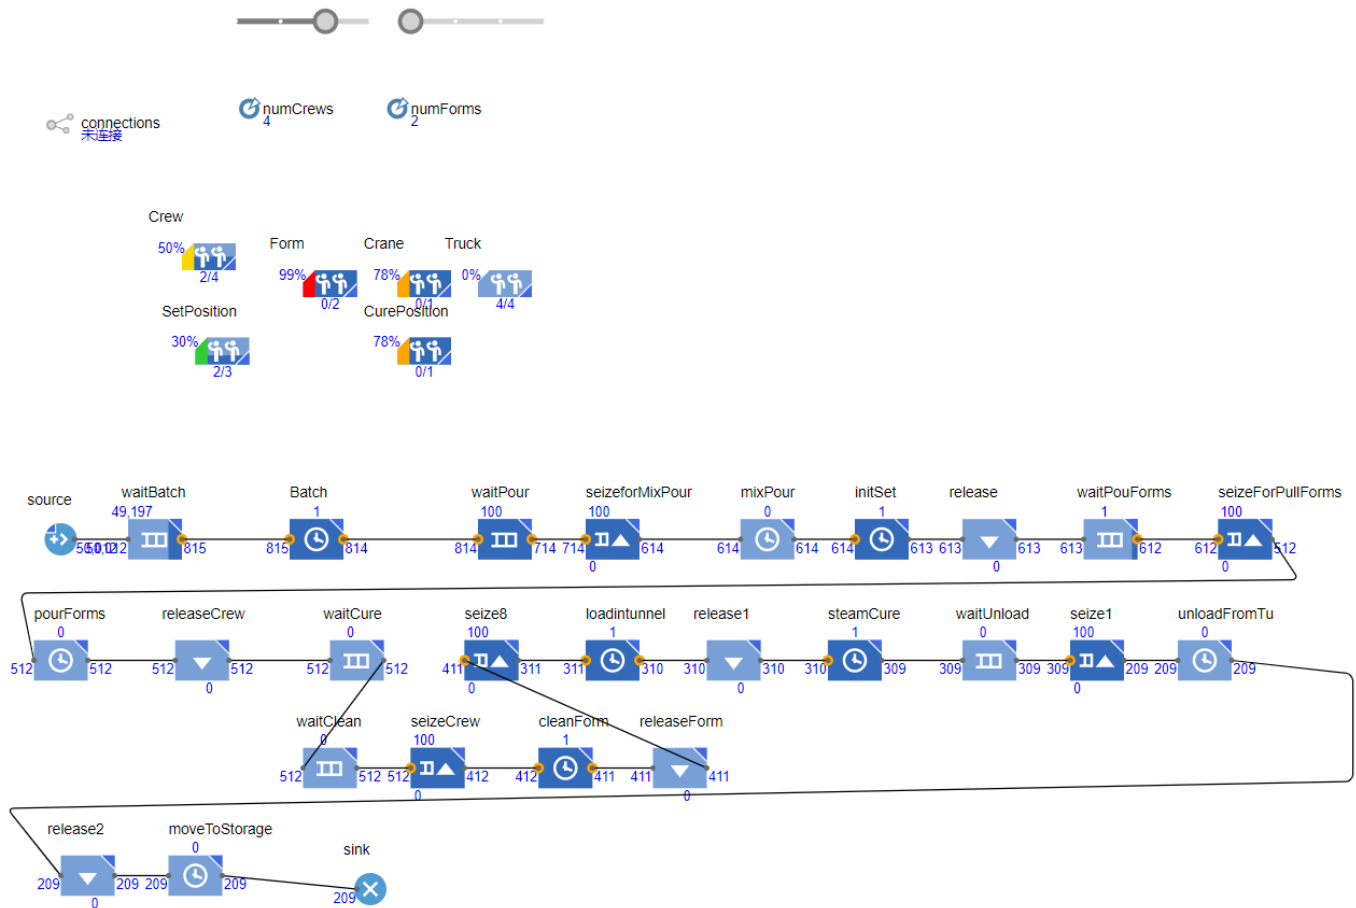 numCrews
4
numForms
2
connections
未连接
Crew
50%
2/4
Form
99%
0/2
Crane
78%
0/1
Truck
0%
4/4
SetPosition
30%
2/3
CurePosition
78%
0/1
source
waitBatch
49,197
815
Batch
1
815 814
waitPour
100
814 714
seizeforMixPour
100
714 614
0
mixPour
0
614 614
initSet
1
614 613
release
613 613
0
waitPouForms
1
613 612
seizeForPullForms
100
612 512
0
pourForms
0
512 512
releaseCrew
512 512
0
waitCure
0
512 512
seize8
100
411 311
0
loadintunnel
1
311 310
release1
310 310
0
steamCure
1
310 309
waitUnload
0
309 309
seize1
100
309 209
0
unloadFromTu
0
209 209
waitClean
0
512 512
seizeCrew
100
512 412
0
cleanForm
1
412 411
releaseForm
411 411
0
release2
209 209
0
moveToStorage
0
209 209
sink
209